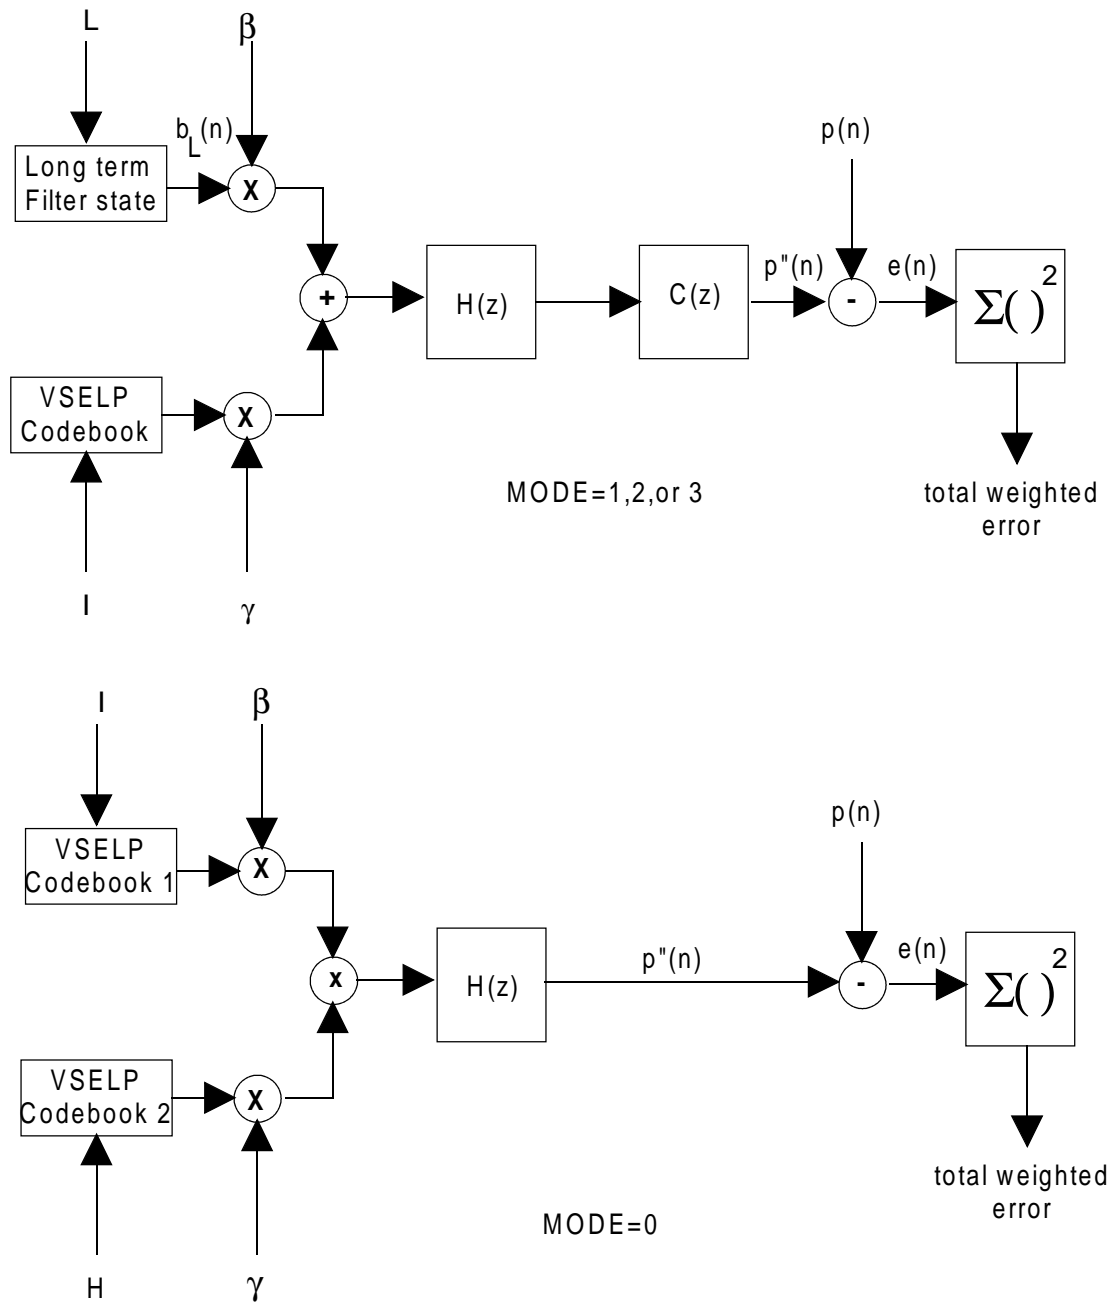 L
β
b_L(n)
p(n)
Long term
Filter state
X
p"(n)
e(n)
H(z)
C(z)
+
-
Σ( )²
VSELP
Codebook
X
MODE=1,2,or 3
total weighted
error
I
γ
I
β
p(n)
VSELP
Codebook 1
X
p"(n)
e(n)
x
H(z)
-
Σ( )²
VSELP
Codebook 2
X
total weighted
error
MODE=0
H
γ